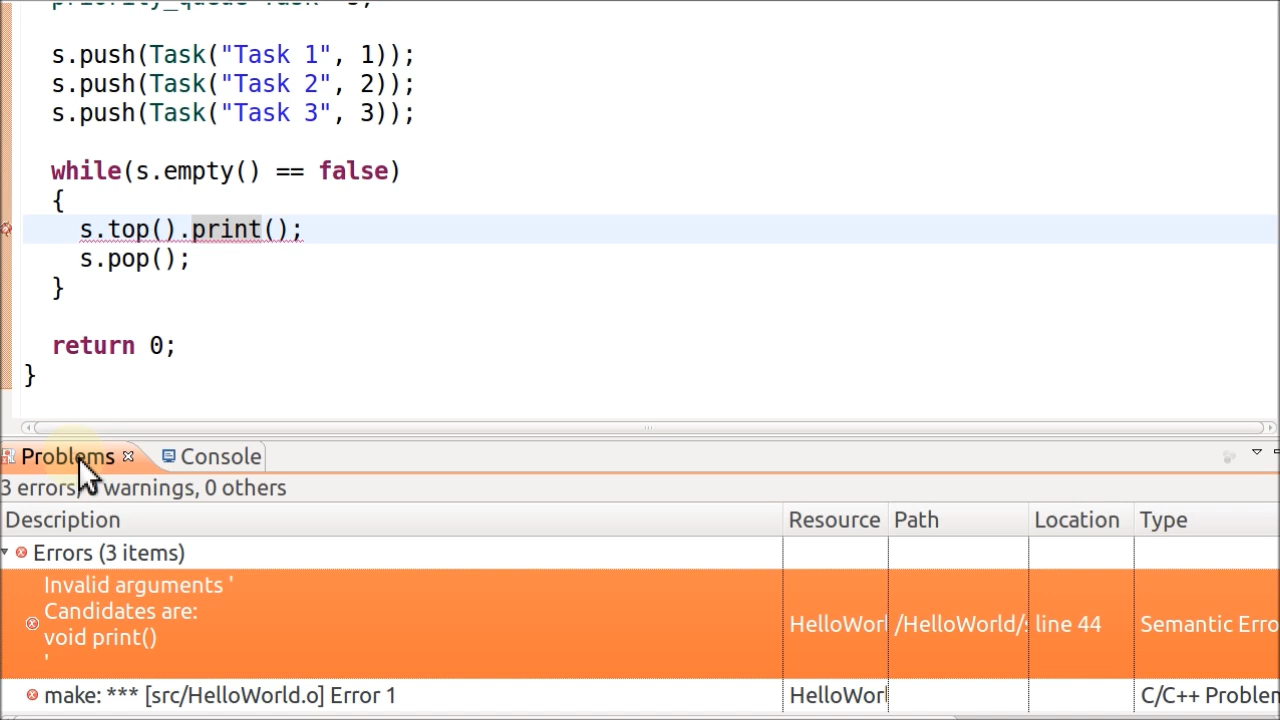 s.push(Task("Task 1", 1));
s.push(Task("Task 2", 2));
s.push(Task("Task 3", 3));
while(s.empty() == false)
{
s.top().print();
s.pop();
}
return 0;
}
Problems Console
3 errors, warnings, 0 others
Description Resource Path Location Type
Errors (3 items)
Invalid arguments '
Candidates are:
void print()
'
HelloWorl /HelloWorld/s line 44 Semantic Erro
make: *** [src/HelloWorld.o] Error 1 HelloWorl C/C++ Problem